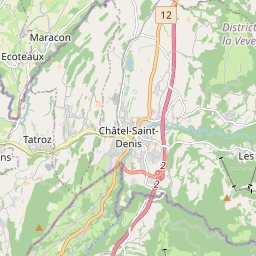 12
District
la Veve
Maracon
Ecoteaux
Châtel-Saint-
Denis
Tatroz
ns
Les
2
2